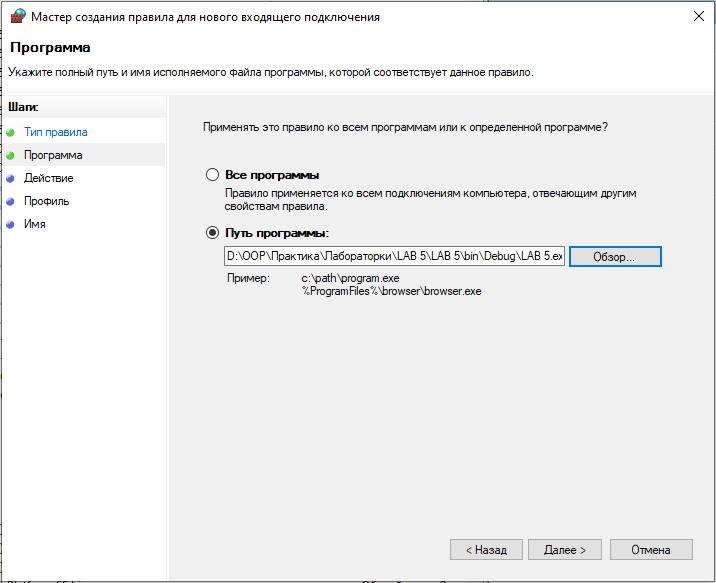 Мастер создания правила для нового входящего подключения
Программа
Укажите полный путь и имя исполняемого файла программы, которой соответствует данное правило.
Шаги:
Тип правила
Программа
Действие
Профиль
Имя
Применять это правило ко всем программам или к определенной программе?
Все программы
Правило применяется ко всем подключениям компьютера, отвечающим другим
свойствам правила.
Путь программы:
D:\OOP\Практика\Лабораторки\LAB 5\LAB 5\bin\Debug\LAB 5.ex
Обзор...
Пример:
c:\path\program.exe
%ProgramFiles%\browser\browser.exe
< Назад
Далее >
Отмена